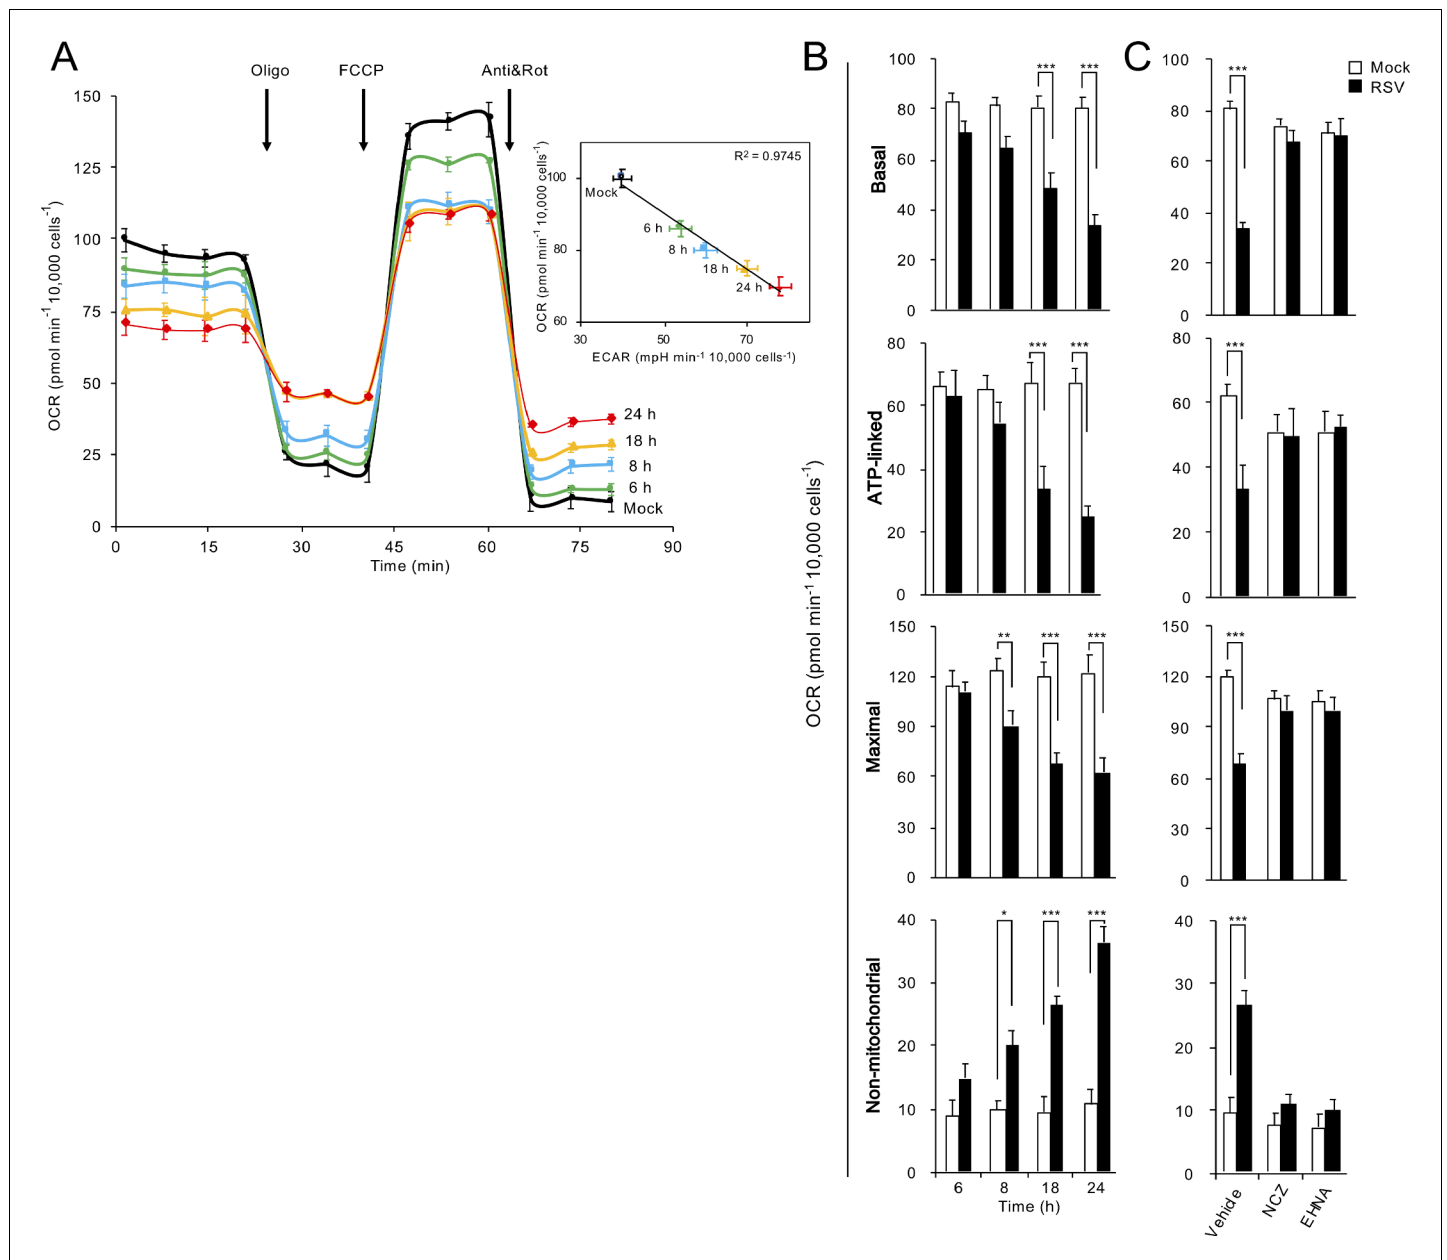 A
Oligo
FCCP
Anti&Rot
OCR (pmol min-1 10,000 cells-1)
150
125
100
75
50
25
0
0
15
30
45
60
75
90
Time (min)
24 h
18 h
8 h
6 h
Mock
R2 = 0.9745
OCR (pmol min-1 10,000 cells-1)
100
80
60
Mock
6 h
8 h
18 h
24 h
30
50
70
ECAR (mpH min-1 10,000 cells-1)
B
OCR (pmol min-1 10,000 cells-1)
Basal
100
80
60
40
20
0
***
***
ATP-linked
80
60
40
20
0
***
***
Maximal
150
120
90
60
30
0
**
***
***
Non-mitochondrial
40
30
20
10
0
*
***
***
6
8
18
24
Time (h)
C
Mock
RSV
100
80
60
40
20
0
***
80
60
40
20
0
***
150
120
90
60
30
0
***
40
30
20
10
0
***
Vehicle
NCZ
EHNA